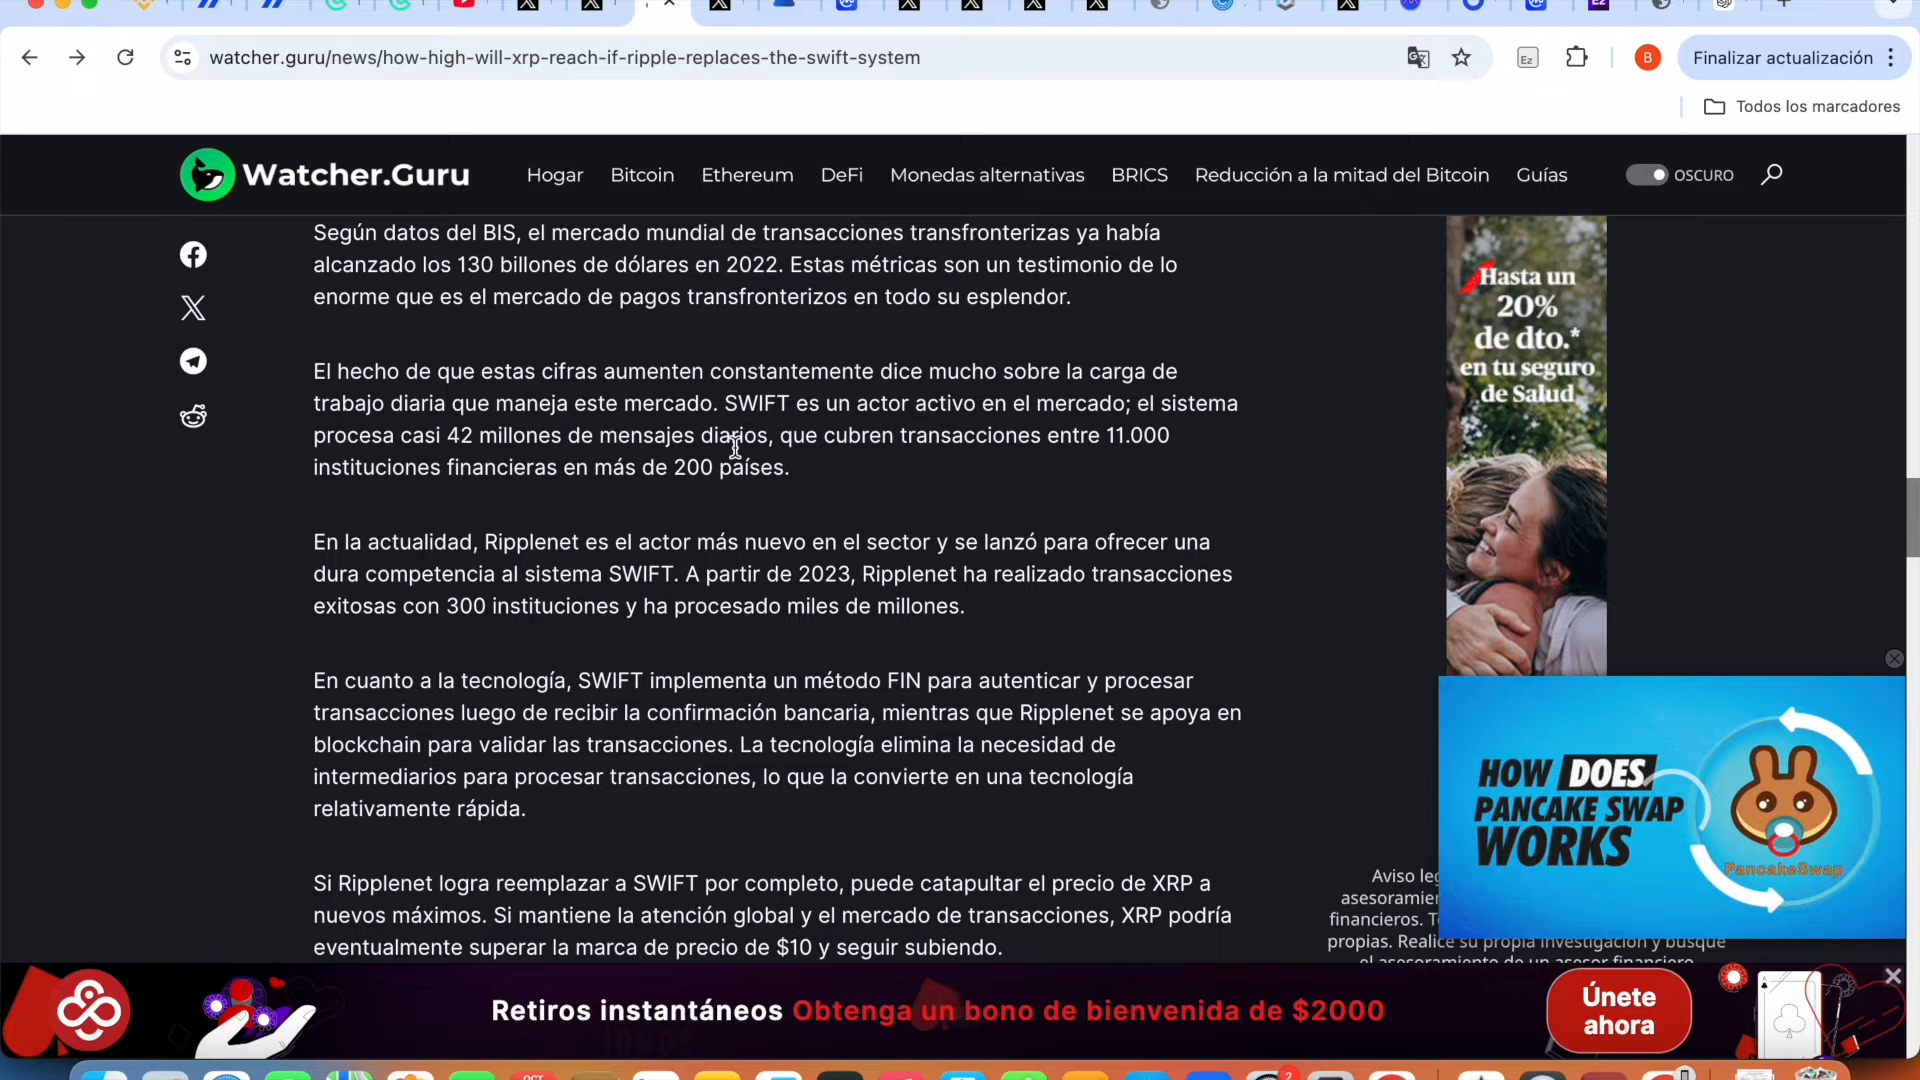 watcher.guru/news/how-high-will-xrp-reach-if-ripple-replaces-the-swift-system
Ez
B
Finalizar actualización
Todos los marcadores
Watcher.Guru
Hogar
Bitcoin
Ethereum
DeFi
Monedas alternativas
BRICS
Reducción a la mitad del Bitcoin
Guías
OSCURO
Según datos del BIS, el mercado mundial de transacciones transfronterizas ya había
alcanzado los 130 billones de dólares en 2022. Estas métricas son un testimonio de lo
enorme que es el mercado de pagos transfronterizos en todo su esplendor.
El hecho de que estas cifras aumenten constantemente dice mucho sobre la carga de
trabajo diaria que maneja este mercado. SWIFT es un actor activo en el mercado; el sistema
procesa casi 42 millones de mensajes diarios, que cubren transacciones entre 11.000
instituciones financieras en más de 200 países.
En la actualidad, Ripplenet es el actor más nuevo en el sector y se lanzó para ofrecer una
dura competencia al sistema SWIFT. A partir de 2023, Ripplenet ha realizado transacciones
exitosas con 300 instituciones y ha procesado miles de millones.
En cuanto a la tecnología, SWIFT implementa un método FIN para autenticar y procesar
transacciones luego de recibir la confirmación bancaria, mientras que Ripplenet se apoya en
blockchain para validar las transacciones. La tecnología elimina la necesidad de
intermediarios para procesar transacciones, lo que la convierte en una tecnología
relativamente rápida.
Si Ripplenet logra reemplazar a SWIFT por completo, puede catapultar el precio de XRP a
nuevos máximos. Si mantiene la atención global y el mercado de transacciones, XRP podría
eventualmente superar la marca de precio de $10 y seguir subiendo.
Hasta un
20%
de dto.*
en tu seguro
de Salud
HOW DOES
PANCAKE SWAP
WORKS
PancakeSwap
Aviso
financieros.
propias. Realice su propia investigación y busque
el asesoramiento de un asesor financiero
Retiros instantáneos Obtenga un bono de bienvenida de $2000
Únete
ahora
OCT
2